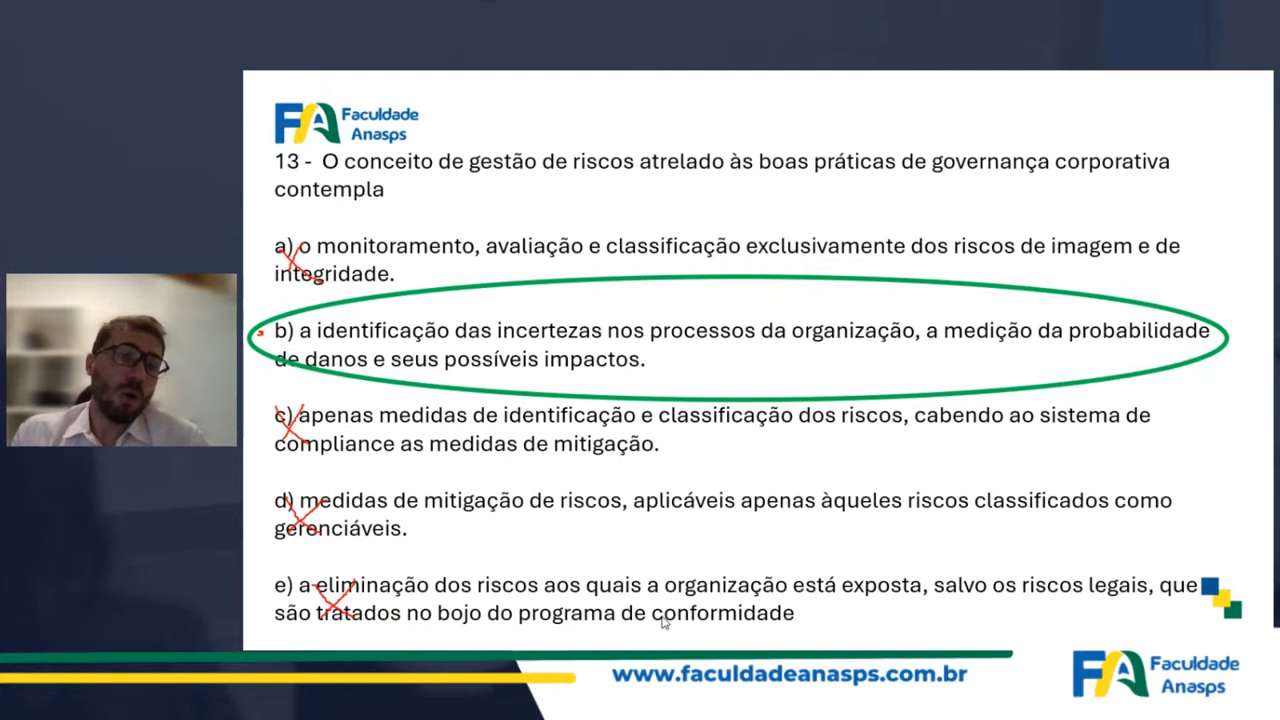 FA Faculdade
Anasps
13 - O conceito de gestão de riscos atrelado às boas práticas de governança corporativa
contempla
a) o monitoramento, avaliação e classificação exclusivamente dos riscos de imagem e de
integridade.
b) a identificação das incertezas nos processos da organização, a medição da probabilidade
de danos e seus possíveis impactos.
c) apenas medidas de identificação e classificação dos riscos, cabendo ao sistema de
compliance as medidas de mitigação.
d) medidas de mitigação de riscos, aplicáveis apenas àqueles riscos classificados como
gerenciáveis.
e) a eliminação dos riscos aos quais a organização está exposta, salvo os riscos legais, que
são tratados no bojo do programa de conformidade
www.faculdadeanasps.com.br
FA Faculdade
Anasps